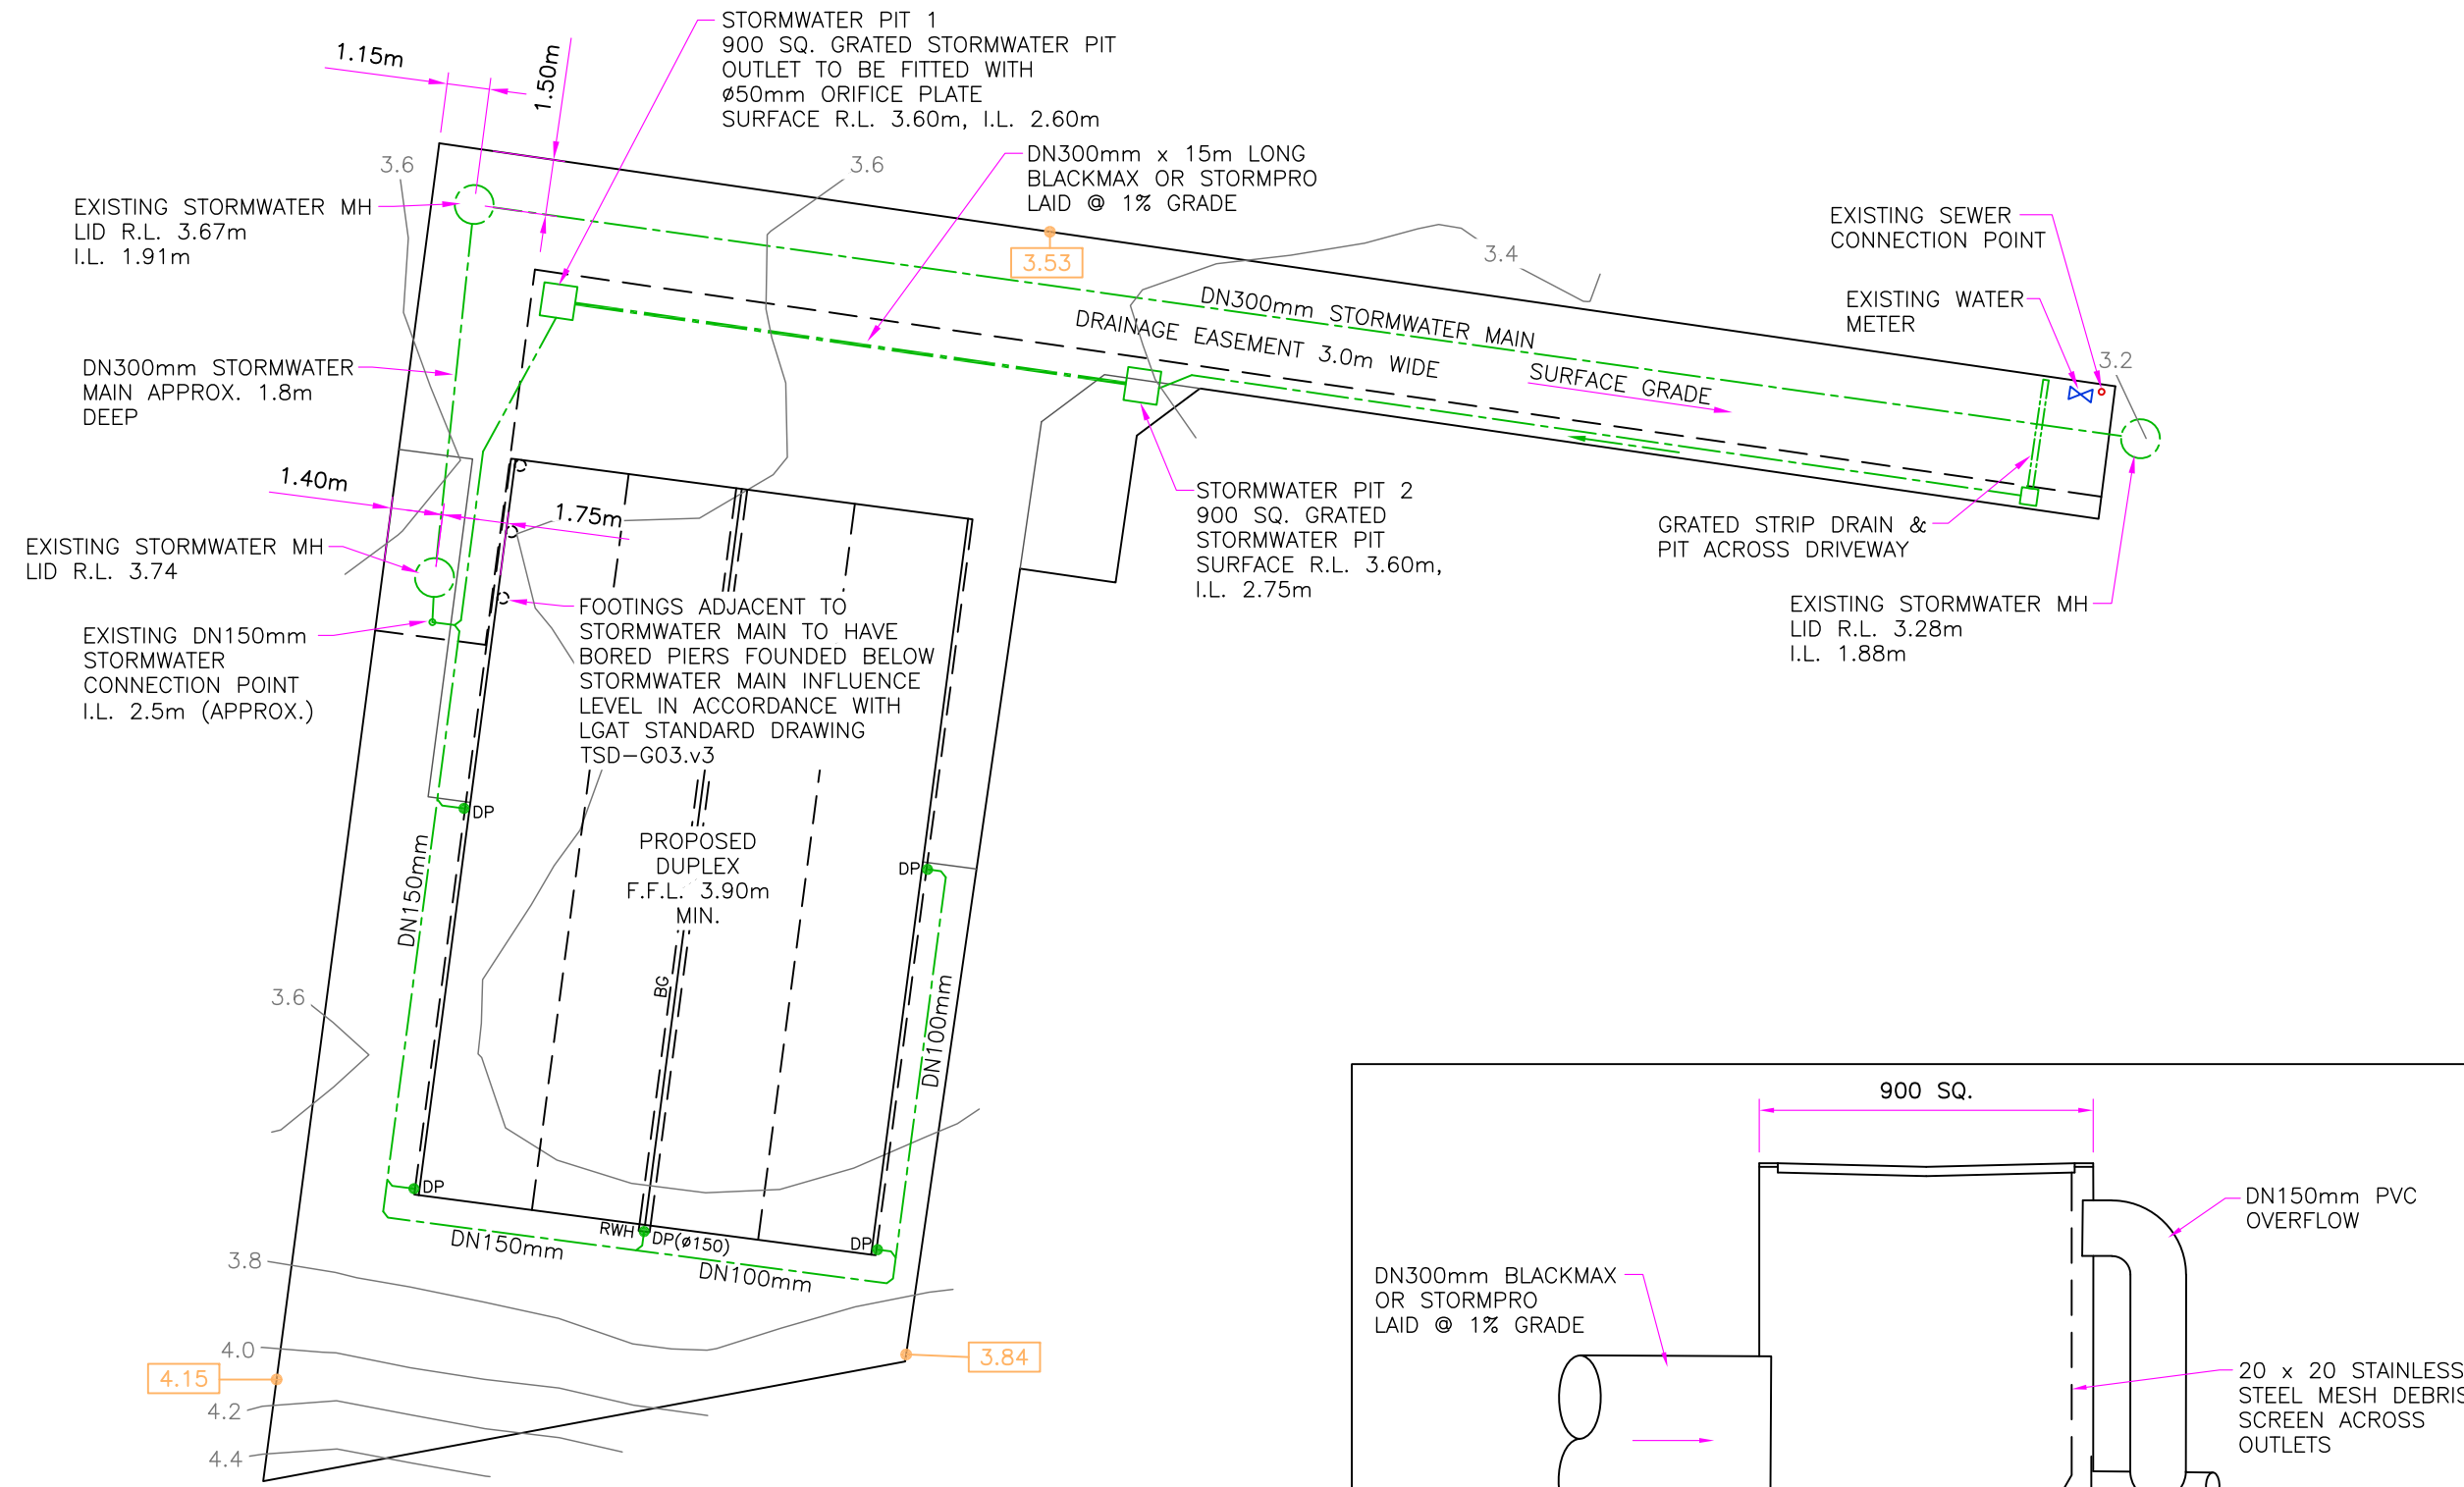 STORMWATER PIT 1
900 SQ. GRATED STORMWATER PIT
OUTLET TO BE FITTED WITH
ø50mm ORIFICE PLATE
SURFACE R.L. 3.60m, I.L. 2.60m
1.15m
1.50m
DN300mm x 15m LONG
BLACKMAX OR STORMPRO
LAID @ 1% GRADE
3.6
3.6
EXISTING STORMWATER MH
LID R.L. 3.67m
I.L. 1.91m
3.53
3.4
EXISTING SEWER
CONNECTION POINT
EXISTING WATER
METER
3.2
DN300mm STORMWATER MAIN
DRAINAGE EASEMENT 3.0m WIDE
SURFACE GRADE
DN300mm STORMWATER
MAIN APPROX. 1.8m
DEEP
1.40m
1.75m
STORMWATER PIT 2
900 SQ. GRATED
STORMWATER PIT
SURFACE R.L. 3.60m,
I.L. 2.75m
GRATED STRIP DRAIN &
PIT ACROSS DRIVEWAY
EXISTING STORMWATER MH
LID R.L. 3.74
EXISTING STORMWATER MH
LID R.L. 3.28m
I.L. 1.88m
EXISTING DN150mm
STORMWATER
CONNECTION POINT
I.L. 2.5m (APPROX.)
FOOTINGS ADJACENT TO
STORMWATER MAIN TO HAVE
BORED PIERS FOUNDED BELOW
STORMWATER MAIN INFLUENCE
LEVEL IN ACCORDANCE WITH
LGAT STANDARD DRAWING
TSD-G03.v3
DP
DN150mm
PROPOSED
DUPLEX
F.F.L. 3.90m
MIN.
DP
BG
3.6
DN100mm
DP
RWH
DP(ø150)
DP
DN150mm
DN100mm
3.8
4.0
4.15
3.84
4.2
4.4
900 SQ.
DN150mm PVC
OVERFLOW
DN300mm BLACKMAX
OR STORMPRO
LAID @ 1% GRADE
20 x 20 STAINLESS
STEEL MESH DEBRIS
SCREEN ACROSS
OUTLETS